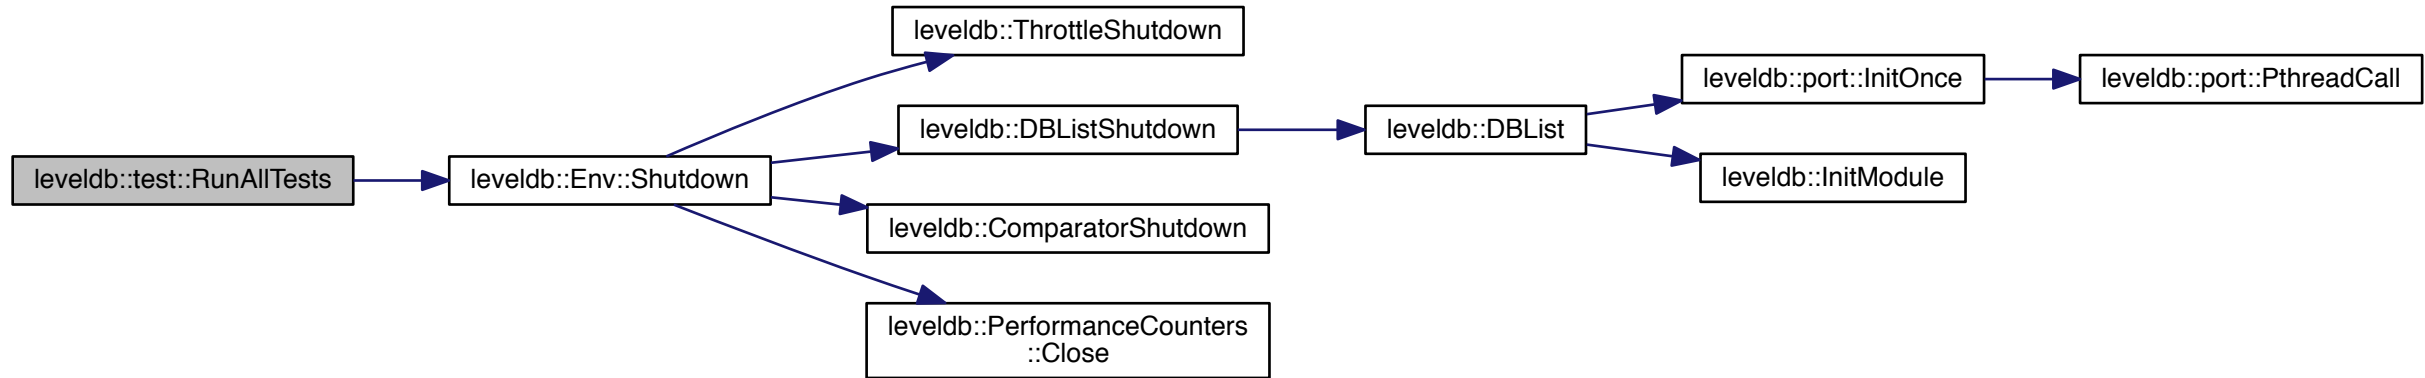 leveldb::test::RunAllTests
leveldb::Env::Shutdown
leveldb::ThrottleShutdown
leveldb::DBListShutdown
leveldb::ComparatorShutdown
leveldb::PerformanceCounters
::Close
leveldb::DBList
leveldb::port::InitOnce
leveldb::InitModule
leveldb::port::PthreadCall